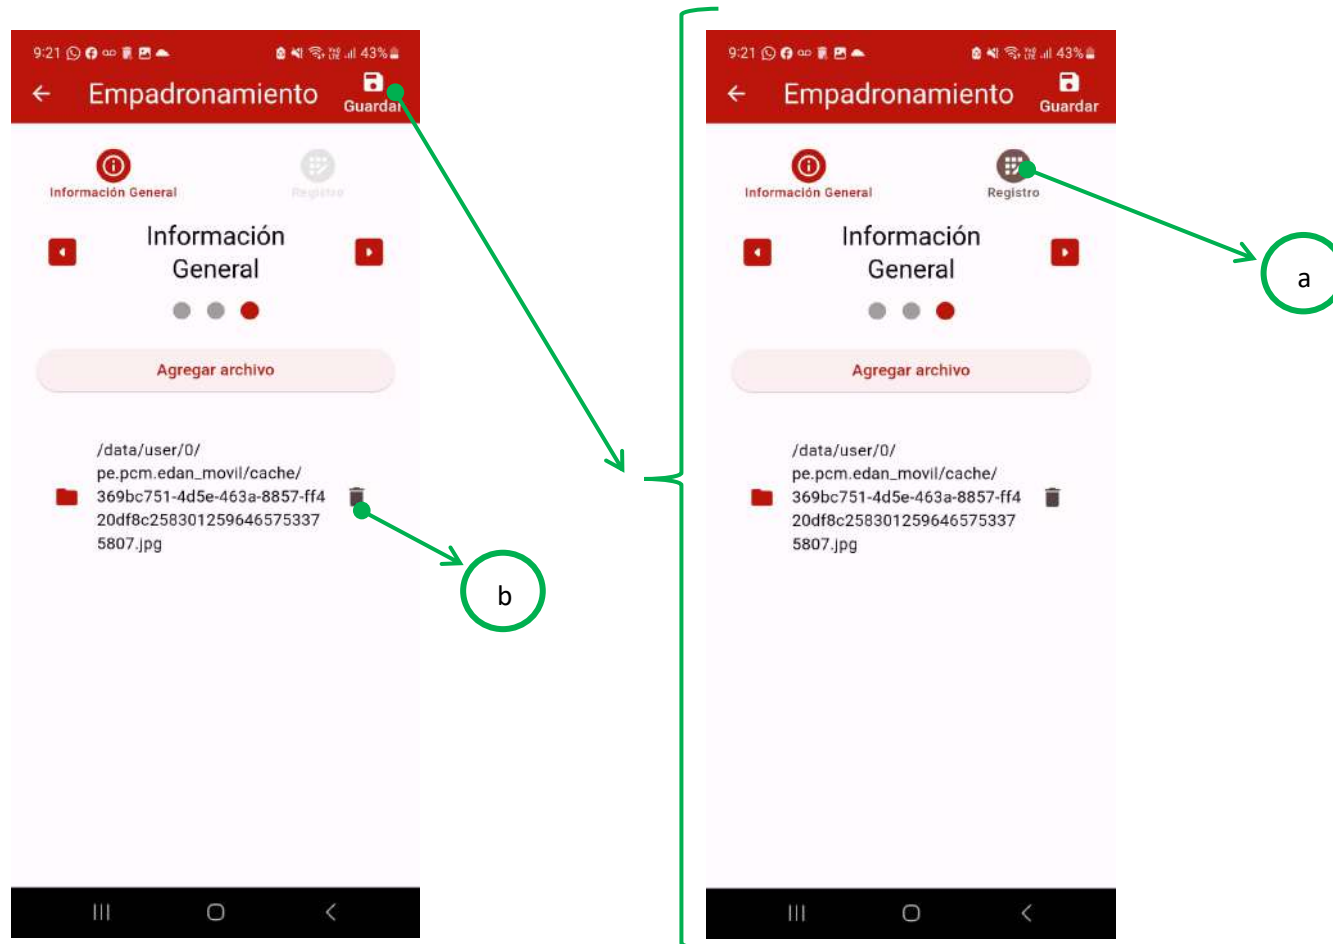 9:21
43%
Empadronamiento
Guardar
Información General
Registro
Información
General
Agregar archivo
/data/user/0/
pe.pcm.edan_movil/cache/
369bc751-4d5e-463a-8857-ff4
20df8c258301259646575337
5807.jpg
b
9:21
43%
Empadronamiento
Guardar
Información General
Registro
Información
General
Agregar archivo
/data/user/0/
pe.pcm.edan_movil/cache/
369bc751-4d5e-463a-8857-ff4
20df8c258301259646575337
5807.jpg
a